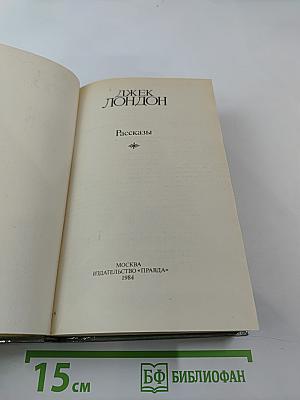 ДЖЕК
ЛОНДОН
Рассказы
МОСКВА
ИЗДАТЕЛЬСТВО «ПРАВДА»
1984
15 см
БФ БИБЛИОФАН